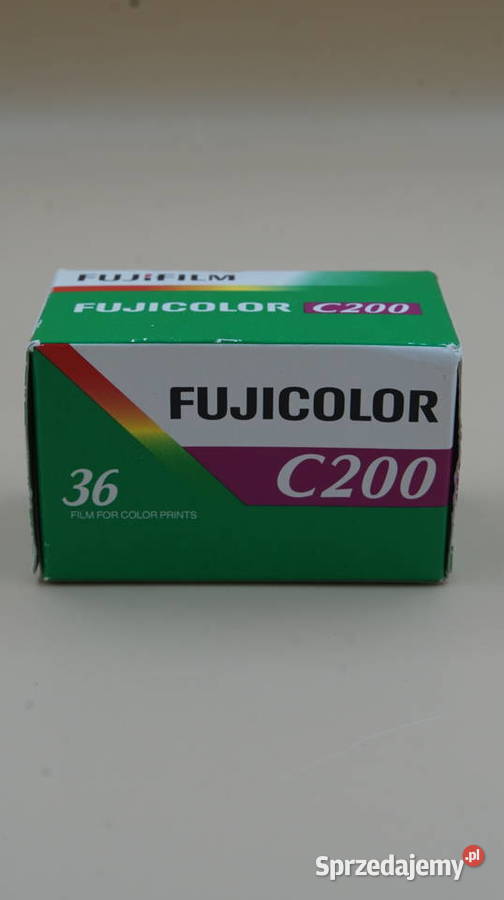 FUJIFILM
FUJICOLOR C200
FUJICOLOR
C200
36
FILM FOR COLOR PRINTS
Sprzedajemy.pl